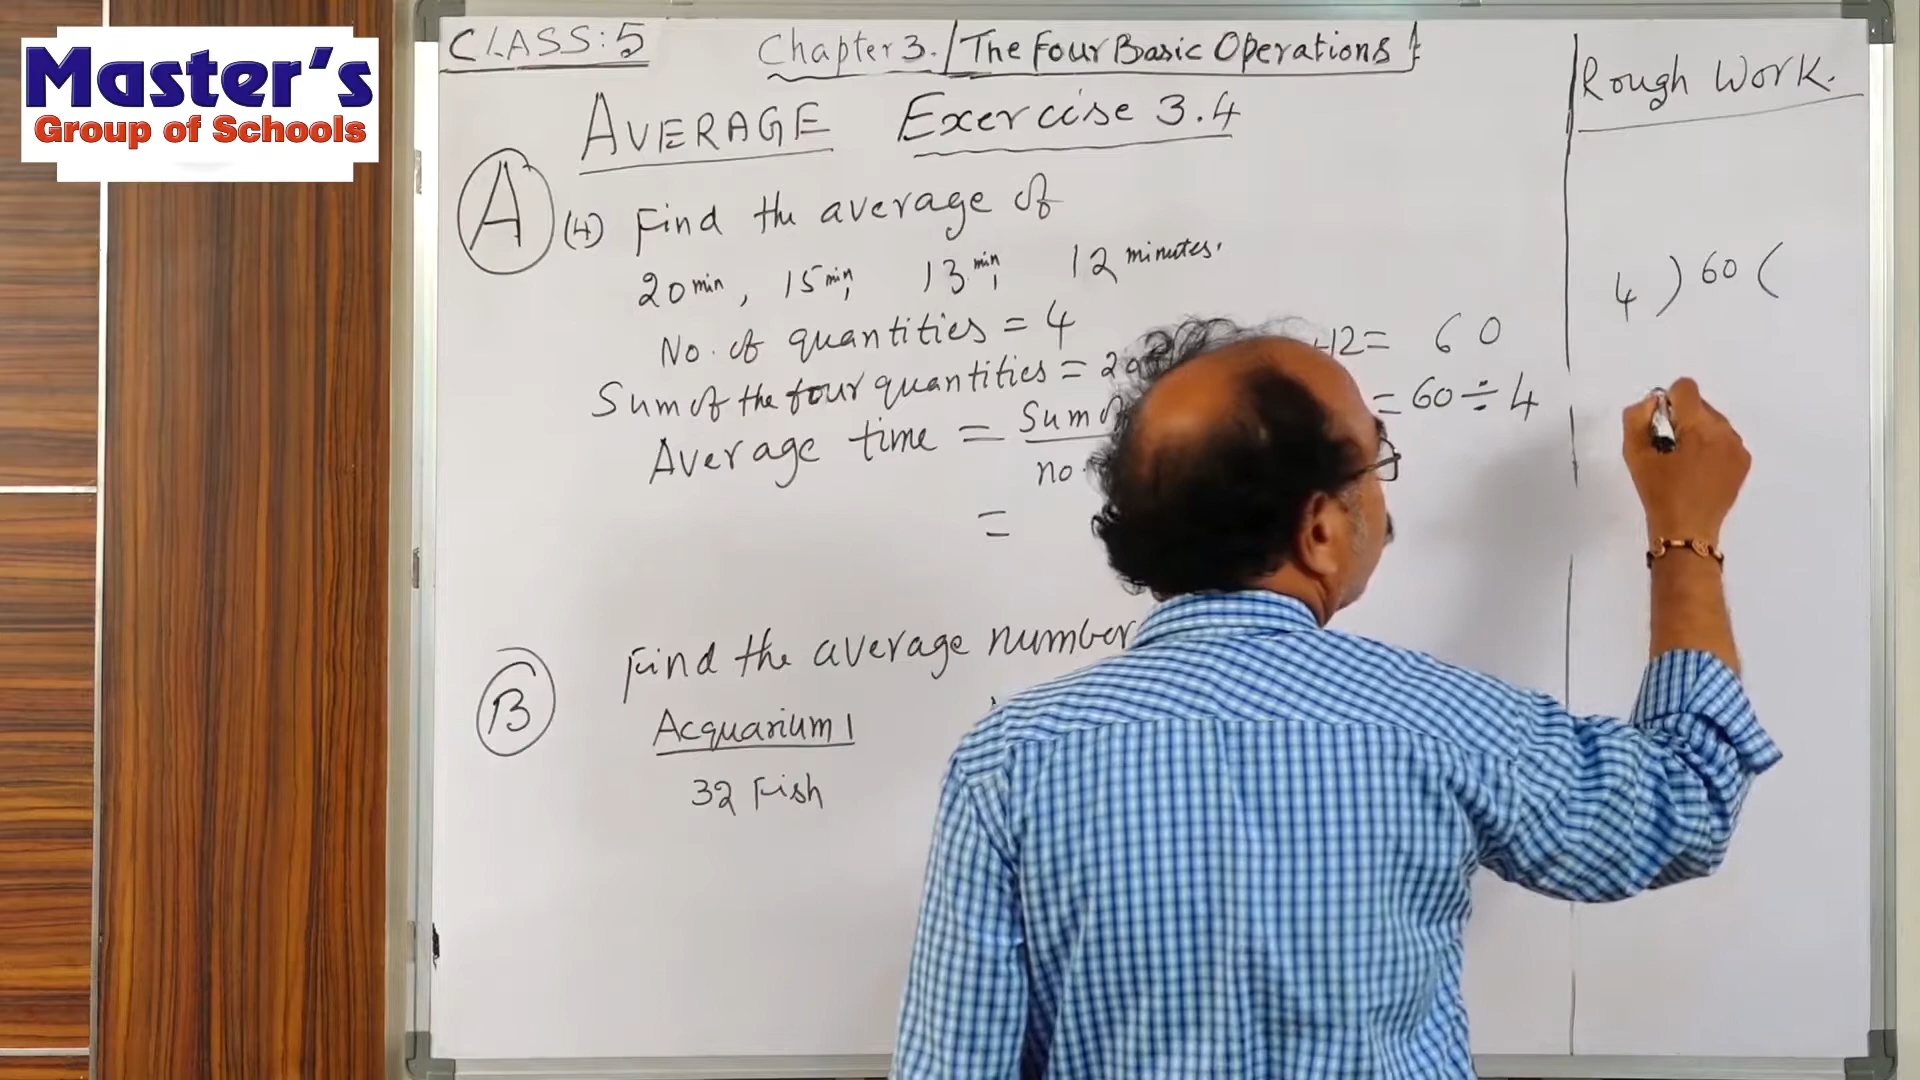 Master's
Group of Schools
CLASS: 5
Chapter 3. The Four Basic Operations
Rough Work.
AVERAGE Exercise 3.4
A
(4) Find the average of
20 min, 15 min, 13 min, 12 minutes.
No. of quantities = 4
Sum of the four quantities = 20 12 = 60
Average time = Sum of = 60 ÷ 4
no.
=
4 ) 60 (
B
Find the average number
Acquarium 1
32 Fish